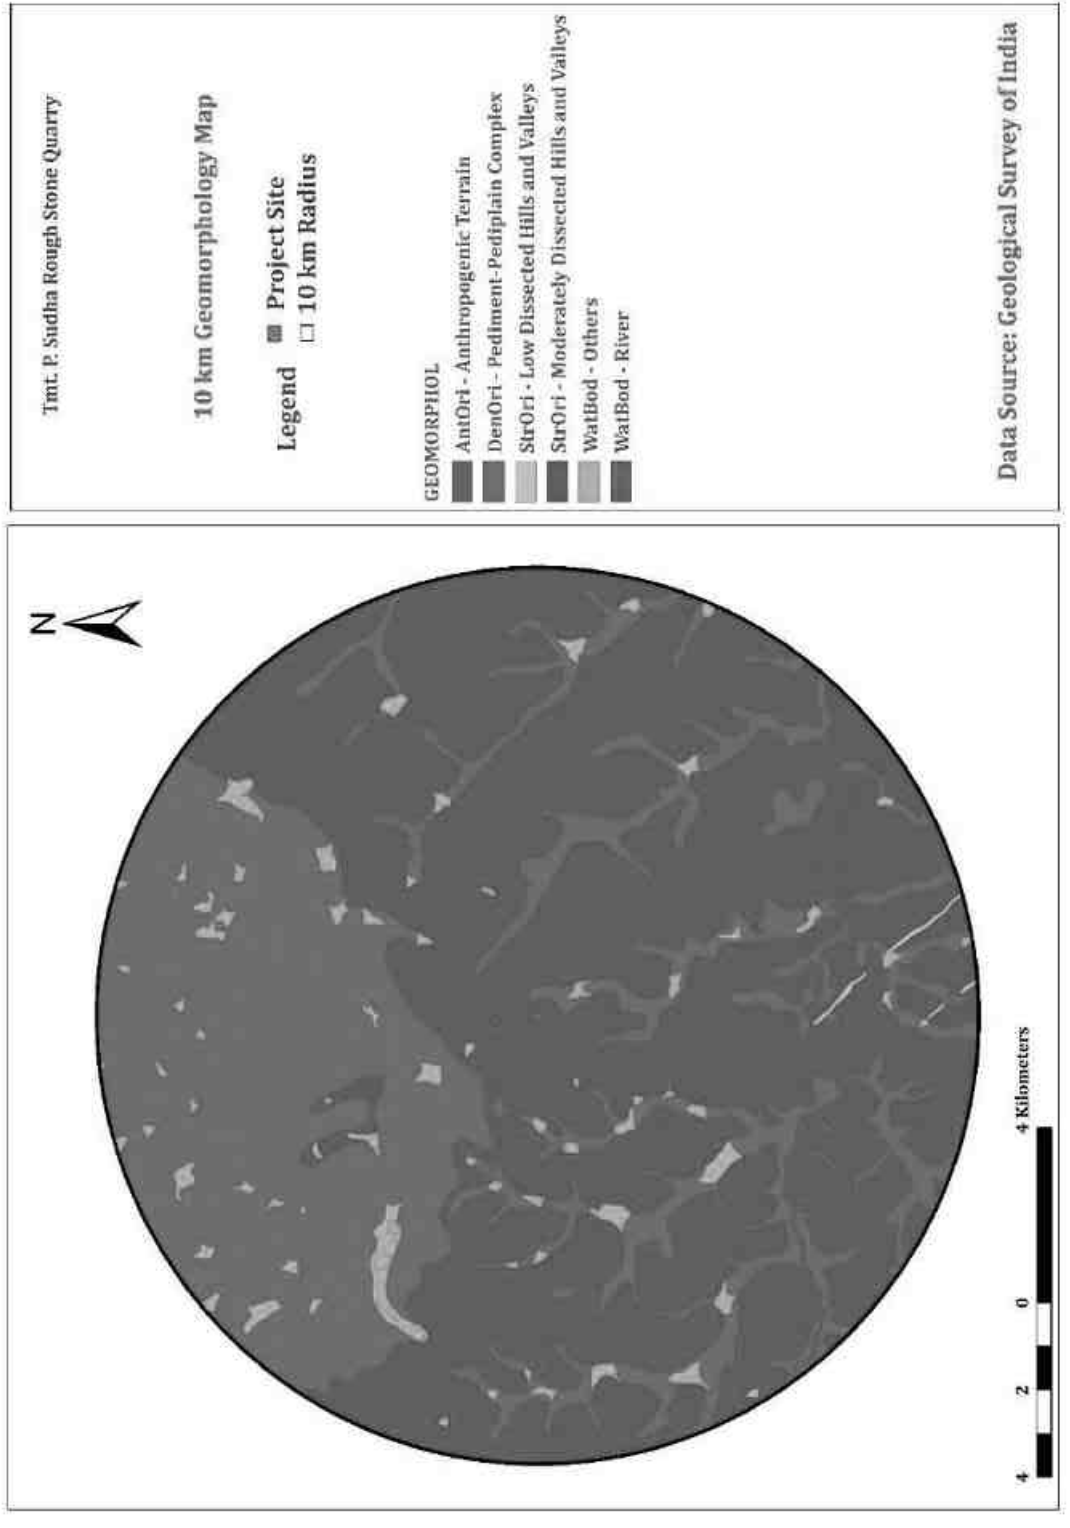 Tmt. P. Sudha Rough Stone Quarry
10 km Geomorphology Map
Legend
Project Site
10 km Radius
GEOMORPHOL
AntOri - Anthropogenic Terrain
DenOri - Pediment-Pediplain Complex
StrOri - Low Dissected Hills and Valleys
StrOri - Moderately Dissected Hills and Valleys
WatBod - Others
WatBod - River
Data Source: Geological Survey of India
N
4 2 0 4 Kilometers